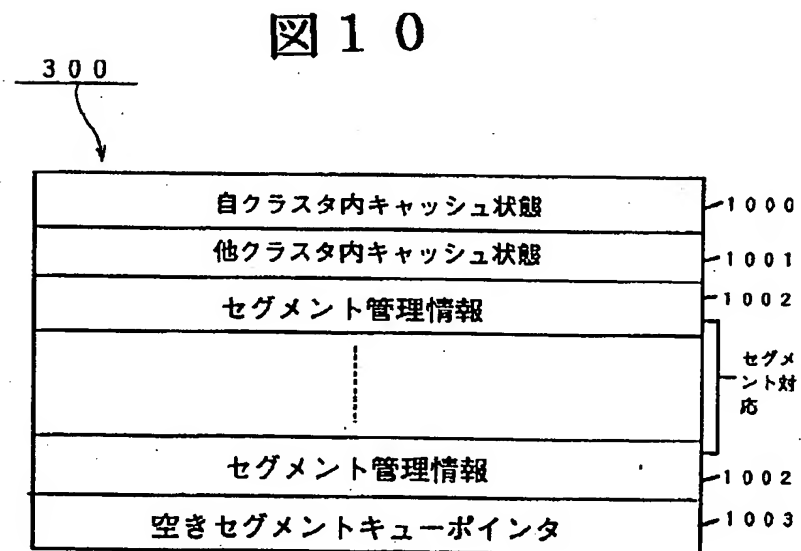 図10
300
自クラスタ内キャッシュ状態 1000
他クラスタ内キャッシュ状態 1001
セグメント管理情報 1002
セグメ
ント対
応
セグメント管理情報 1002
空きセグメントキューポインタ 1003